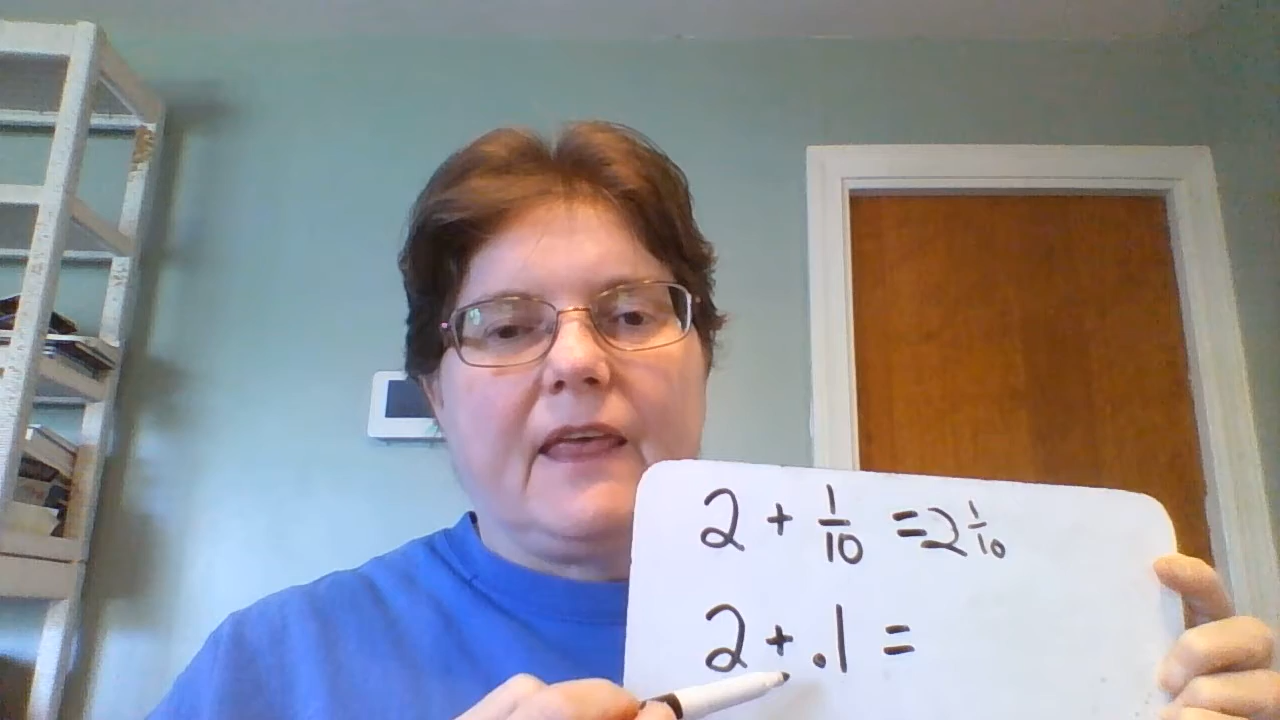 2 + 1/10 = 2 1/10
2 + .1 =